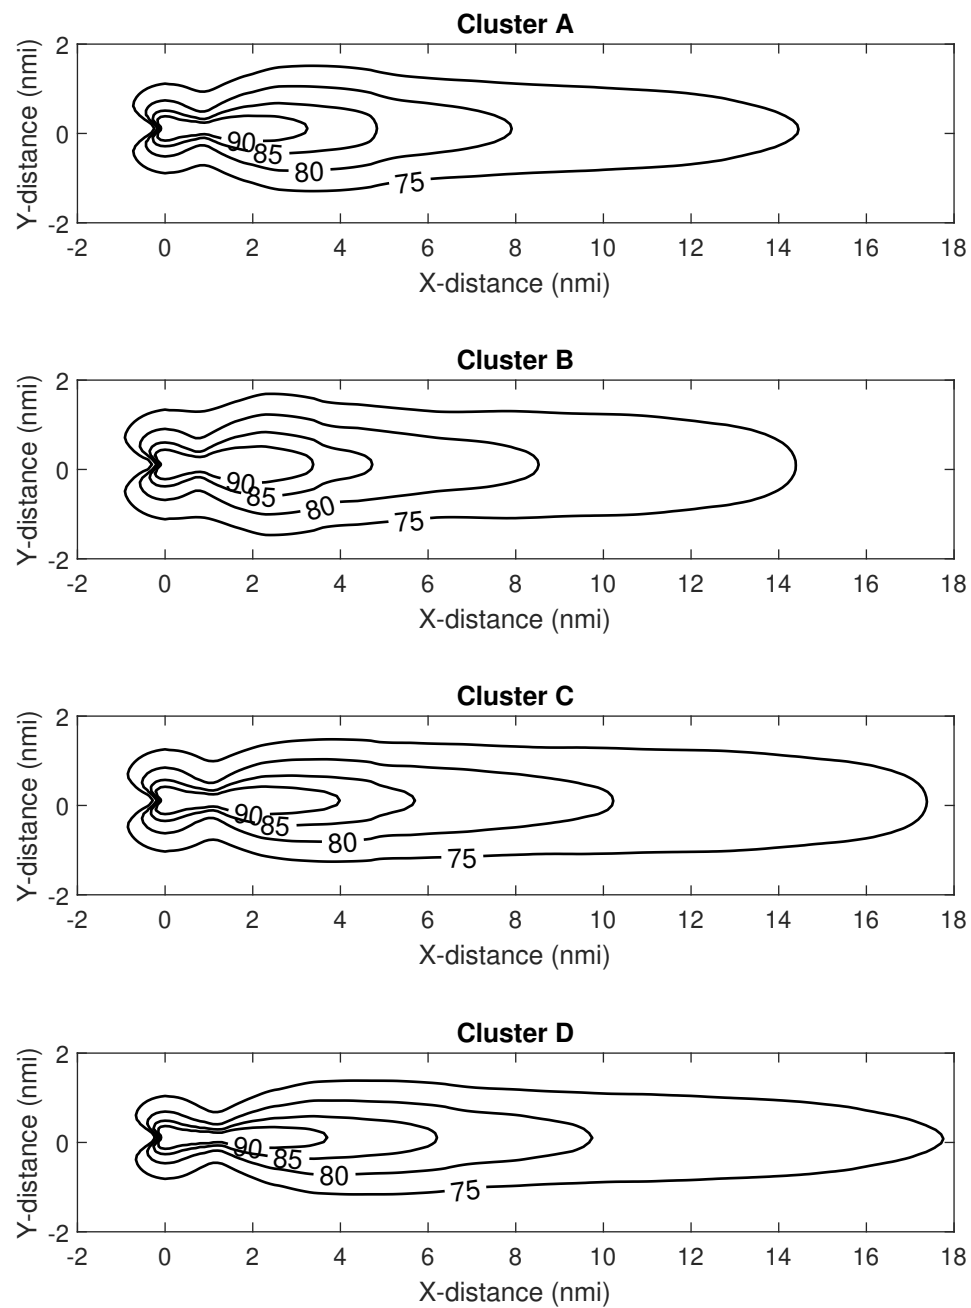 Cluster A
2
Y-distance (nmi)
0
-2
90
85
80
75
-2 0 2 4 6 8 10 12 14 16 18
X-distance (nmi)
Cluster B
2
Y-distance (nmi)
0
-2
90
85
80
75
-2 0 2 4 6 8 10 12 14 16 18
X-distance (nmi)
Cluster C
2
Y-distance (nmi)
0
-2
90
85
80
75
-2 0 2 4 6 8 10 12 14 16 18
X-distance (nmi)
Cluster D
2
Y-distance (nmi)
0
-2
90
85
80
75
-2 0 2 4 6 8 10 12 14 16 18
X-distance (nmi)